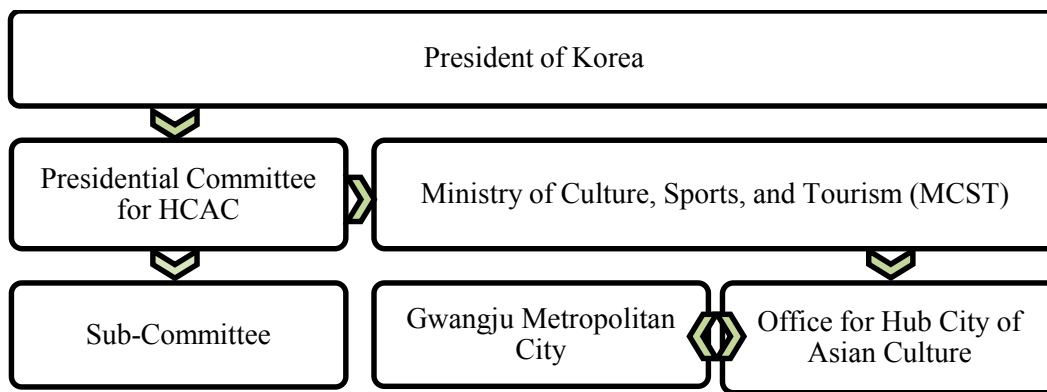 President of Korea
Presidential Committee
for HCAC
Ministry of Culture, Sports, and Tourism (MCST)
Sub-Committee
Gwangju Metropolitan
City
Office for Hub City of
Asian Culture